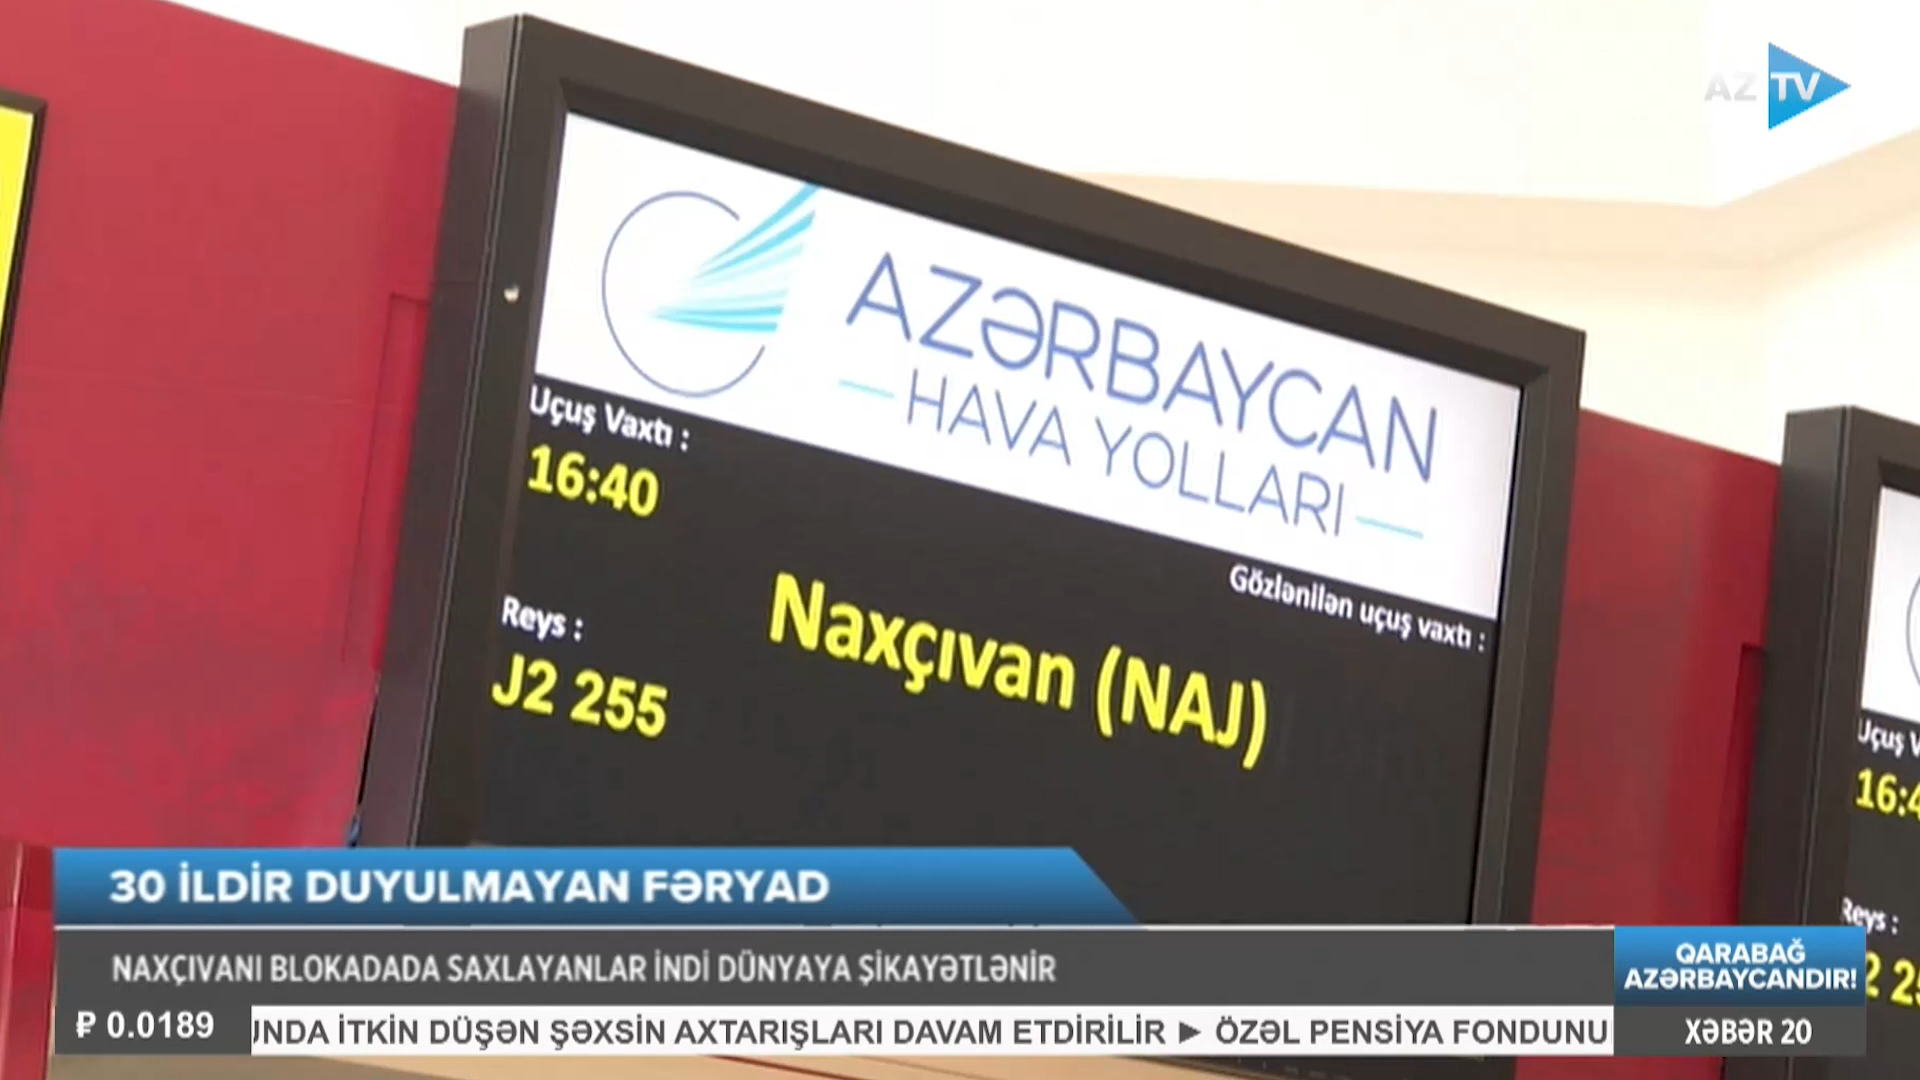 AZ TV
AZƏRBAYCAN
HAVA YOLLARI
Uçuş Vaxtı :
16:40
Gözlənilən uçuş vaxtı :
Reys :
Naxçıvan (NAJ)
J2 255
Uçuş
16:4
Reys :
30 İLDİR DUYULMAYAN FƏRYAD
NAXÇIVANI BLOKADADA SAXLAYANLAR İNDİ DÜNYAYA ŞİKAYƏTLƏNİR
QARABAĞ
AZƏRBAYCANDIR!
₽ 0.0189
İTKİN DÜŞƏN ŞƏXSİN AXTARIŞLARI DAVAM ETDİRİLİR ► ÖZƏL PENSİYA FONDUNU
XƏBƏR 20